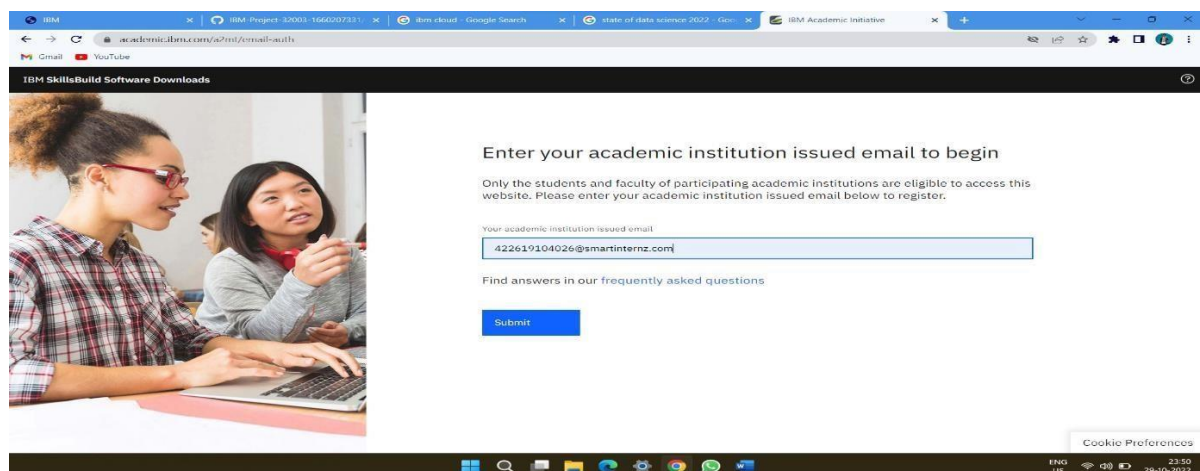 IBM
IBM-Project-32003-1660207331/
ibm cloud - Google Search
state of data science 2022 - Goo
IBM Academic Initiative
academic.ibm.com/a2mt/email-auth
Gmail
YouTube
IBM SkillsBuild Software Downloads
Enter your academic institution issued email to begin
Only the students and faculty of participating academic institutions are eligible to access this
website. Please enter your academic institution issued email below to register.
Your academic institution issued email
422619104026@smartinternz.com
Find answers in our frequently asked questions
Submit
Cookie Preferences
ENG
US
23:50
29-10-2022